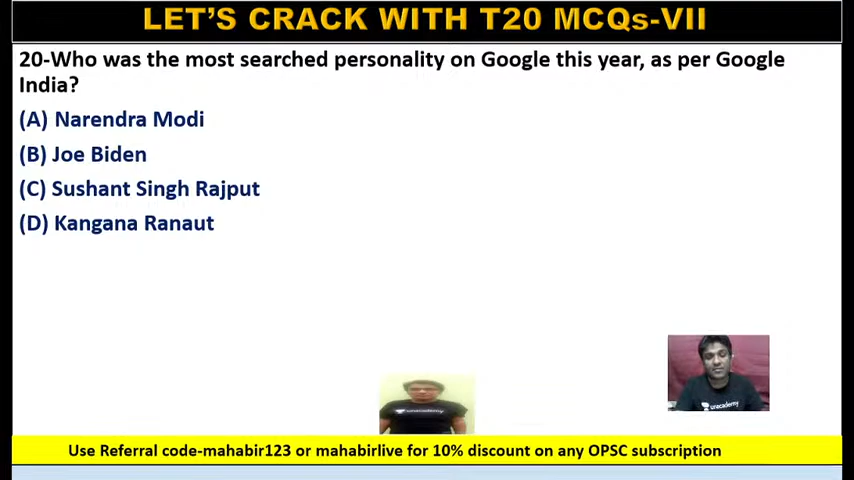 LET'S CRACK WITH T20 MCQs-VII
20-Who was the most searched personality on Google this year, as per Google
India?
(A) Narendra Modi
(B) Joe Biden
(C) Sushant Singh Rajput
(D) Kangana Ranaut
unacademy
unacademy
Use Referral code-mahabir123 or mahabirlive for 10% discount on any OPSC subscription